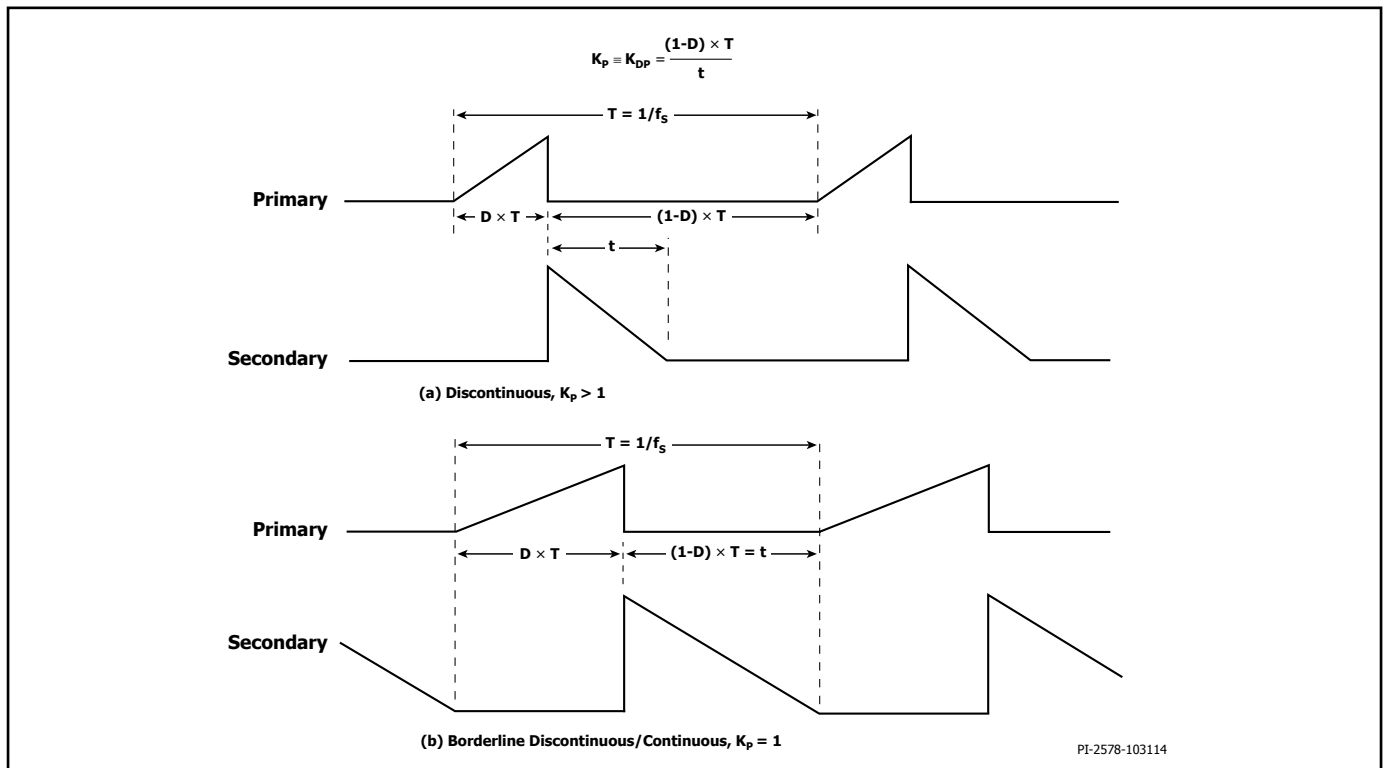 K_P ≡ K_DP = (1-D) × T / t
T = 1/f_S
Primary
D × T
(1-D) × T
t
Secondary
(a) Discontinuous, K_P > 1
T = 1/f_S
Primary
D × T
(1-D) × T = t
Secondary
(b) Borderline Discontinuous/Continuous, K_P = 1
PI-2578-103114